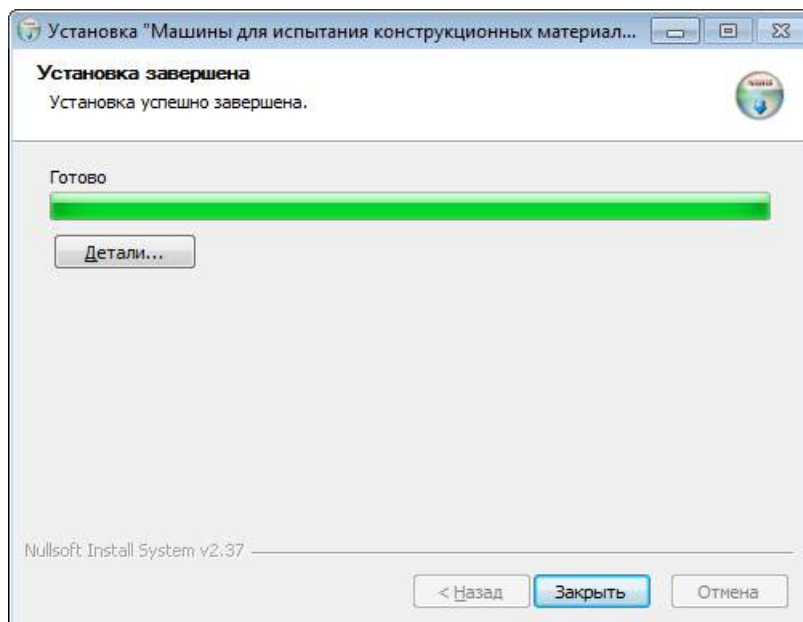 Установка "Машины для испытания конструкционных материал...
Установка завершена
Установка успешно завершена.
Готово
Детали...
Nullsoft Install System v2.37
< Назад
Закрыть
Отмена